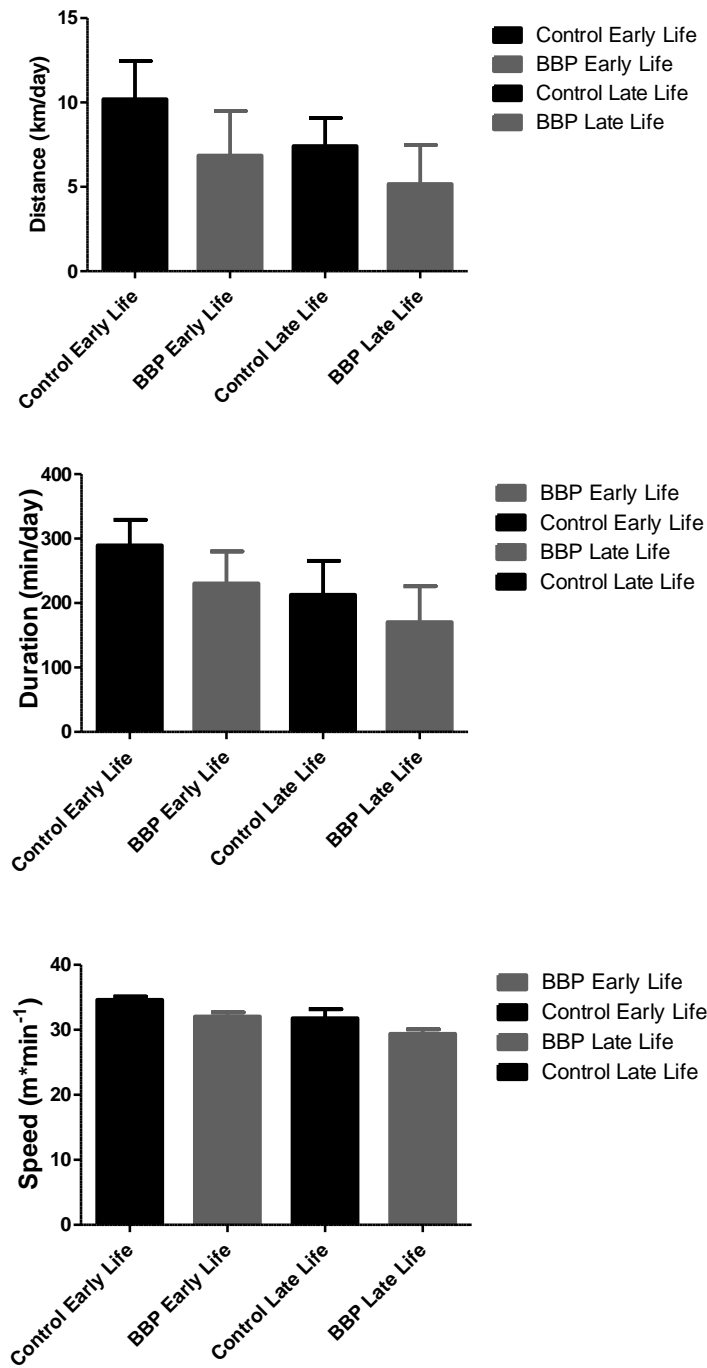 15
10
5
0
Distance (km/day)
Control Early Life
BBP Early Life
Control Late Life
BBP Late Life
Control Early Life
BBP Early Life
Control Late Life
BBP Late Life
400
300
200
100
0
Duration (min/day)
Control Early Life
BBP Early Life
Control Late Life
BBP Late Life
BBP Early Life
Control Early Life
BBP Late Life
Control Late Life
40
30
20
10
0
Speed (m*min⁻¹)
Control Early Life
BBP Early Life
Control Late Life
BBP Late Life
BBP Early Life
Control Early Life
BBP Late Life
Control Late Life